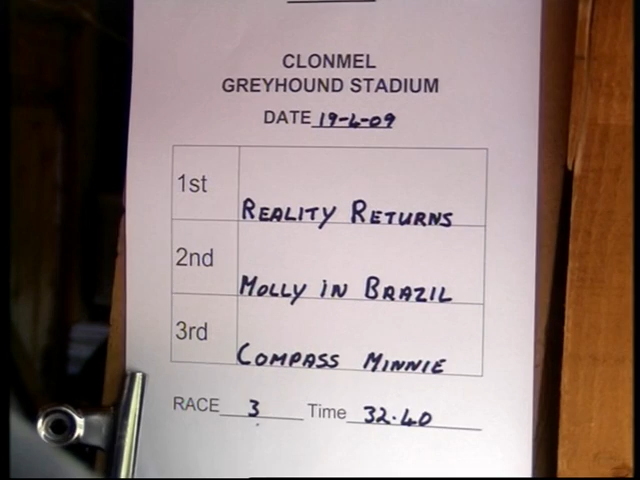 CLONMEL
GREYHOUND STADIUM
DATE 19-4-09
1st REALITY RETURNS
2nd MOLLY iN BRAZIL
3rd COMPASS MINNIE
RACE 3 Time 32.40